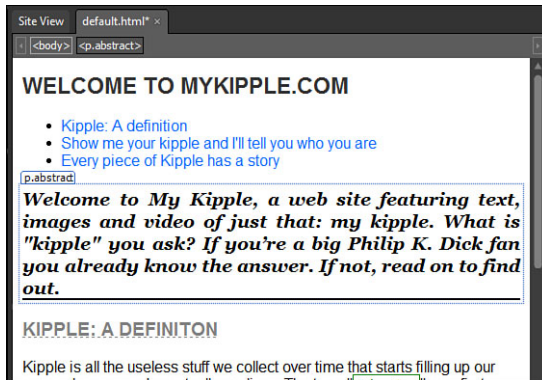 Site View default.html* ×
<body> <p.abstract>
WELCOME TO MYKIPPLE.COM
Kipple: A definition
Show me your kipple and I'll tell you who you are
Every piece of Kipple has a story
p.abstract
Welcome to My Kipple, a web site featuring text,
images and video of just that: my kipple. What is
"kipple" you ask? If you're a big Philip K. Dick fan
you already know the answer. If not, read on to find
out.
KIPPLE: A DEFINITON
Kipple is all the useless stuff we collect over time that starts filling up our